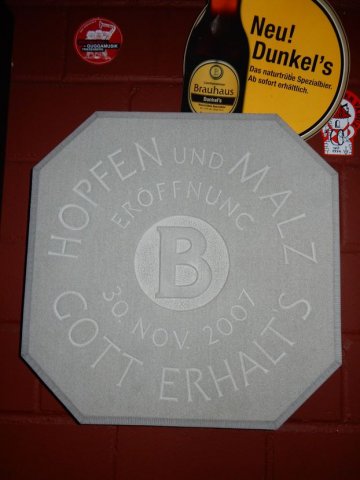 GUGGAMUSIK
Neu!
Dunkel's
Das naturtrübe Spezialbier.
Ab sofort erhältlich.
Brauhaus
Dunkel's
HOPFEN UND MALZ
ERÖFFNUNG
B
30. NOV. 2007
GOTT ERHALT'S